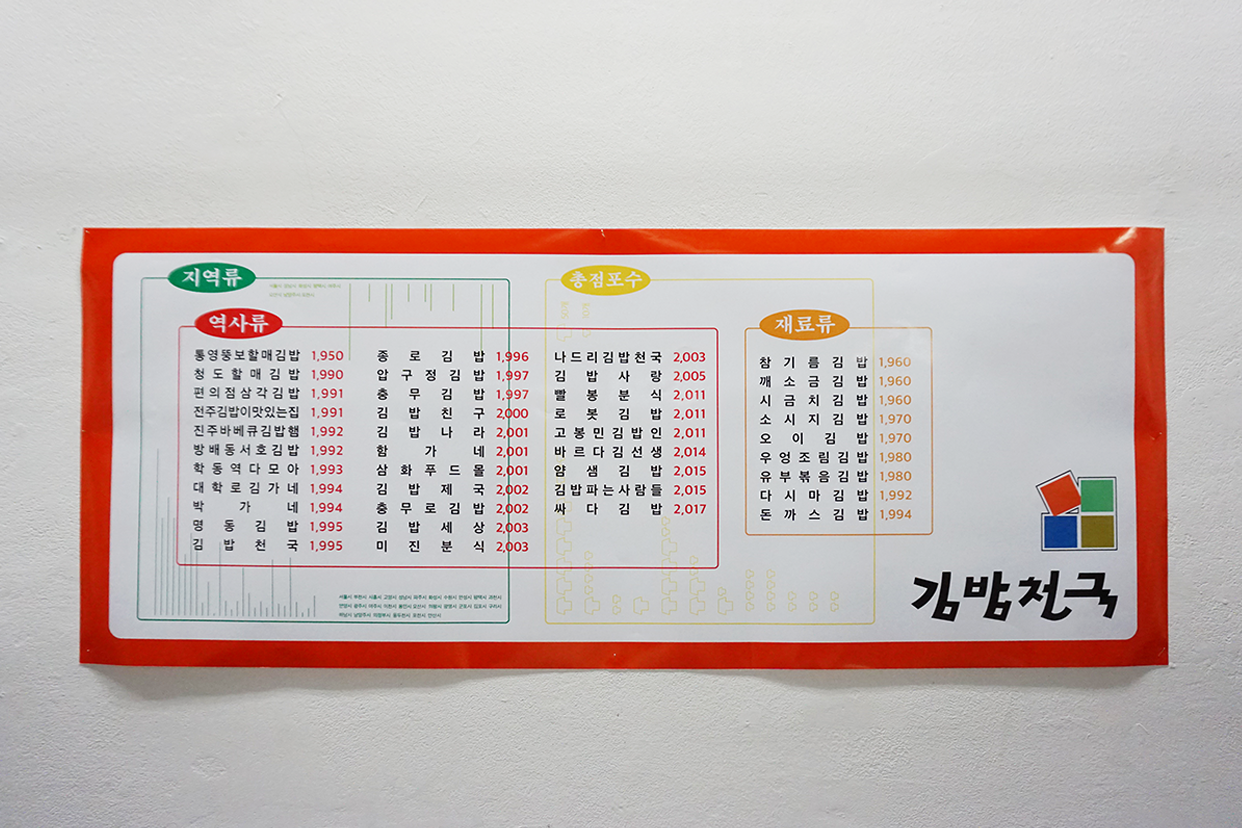 지역류
총점포수
역사류
재료류
통영뚱보할매김밥 1,950
청도할매김밥 1,990
편의점삼각김밥 1,991
전주김밥이맛있는집 1,991
진주바베큐김밥햄 1,992
방배동서호김밥 1,992
학동역다모아 1,993
대학로김가네 1,994
박가네 1,994
명동김밥 1,995
김밥천국 1,995
종로김밥 1,996
압구정김밥 1,997
충무김밥 1,997
김밥친구 2,000
김밥나라 2,001
함가네 2,001
삼화푸드몰 2,001
김밥제국 2,002
충무로김밥 2,002
김밥세상 2,003
미진분식 2,003
나드리김밥천국 2,003
김밥사랑 2,005
빨봉분식 2,011
로봇김밥 2,011
고봉민김밥인 2,011
바르다김선생 2,014
얌샘김밥 2,015
김밥파는사람들 2,015
싸다김밥 2,017
참기름김밥 1,960
깨소금김밥 1,960
시금치김밥 1,960
소시지김밥 1,970
오이김밥 1,970
우엉조림김밥 1,980
유부볶음김밥 1,980
다시마김밥 1,992
돈까스김밥 1,994
김밥천국